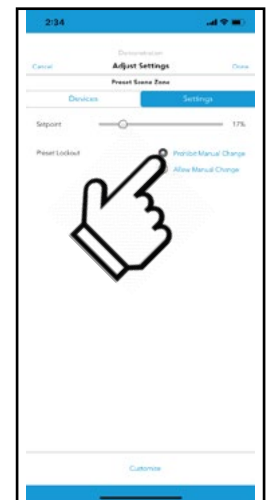 2:34
Demonstration
Cancel Adjust Settings Done
Preset Scene Zone
Devices Settings
Setpoint 17%
Preset Lockout Prohibit Manual Change
Allow Manual Change
Customize